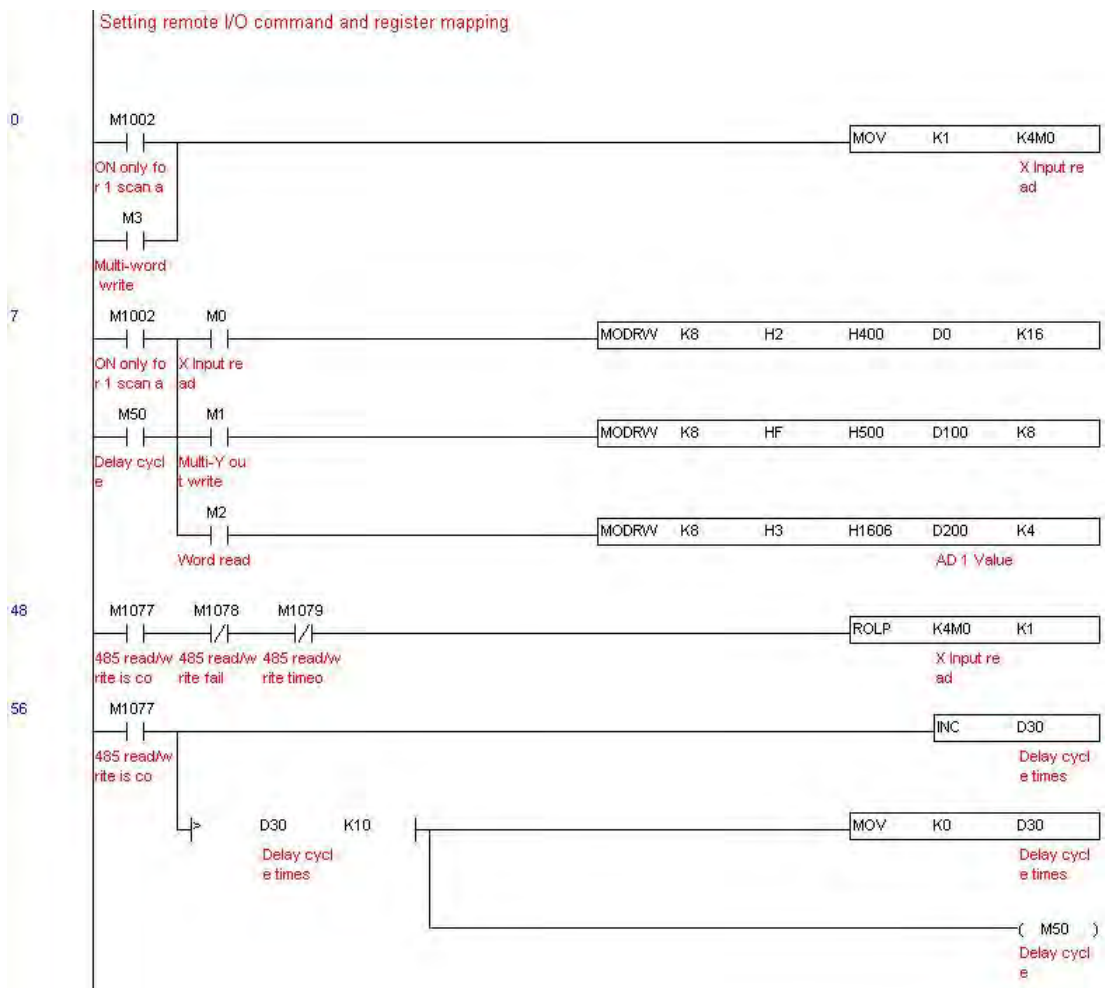 Setting remote I/O command and register mapping
0
M1002
MOV K1 K4M0
ON only fo
r 1 scan a
X Input re
ad
M3
Multi-word
write
7
M1002 M0
MODRW K8 H2 H400 D0 K16
ON only fo
r 1 scan a
X Input re
ad
M50 M1
MODRW K8 HF H500 D100 K8
Delay cycl
e
Multi-Y ou
t write
M2
MODRW K8 H3 H1606 D200 K4
Word read
AD 1 Value
48
M1077 M1078 M1079
ROLP K4M0 K1
485 read/w
rite is co
485 read/w
rite fail
485 read/w
rite timeo
X Input re
ad
56
M1077
INC D30
485 read/w
rite is co
Delay cycl
e times
> D30 K10
MOV K0 D30
Delay cycl
e times
Delay cycl
e times
( M50 )
Delay cycl
e